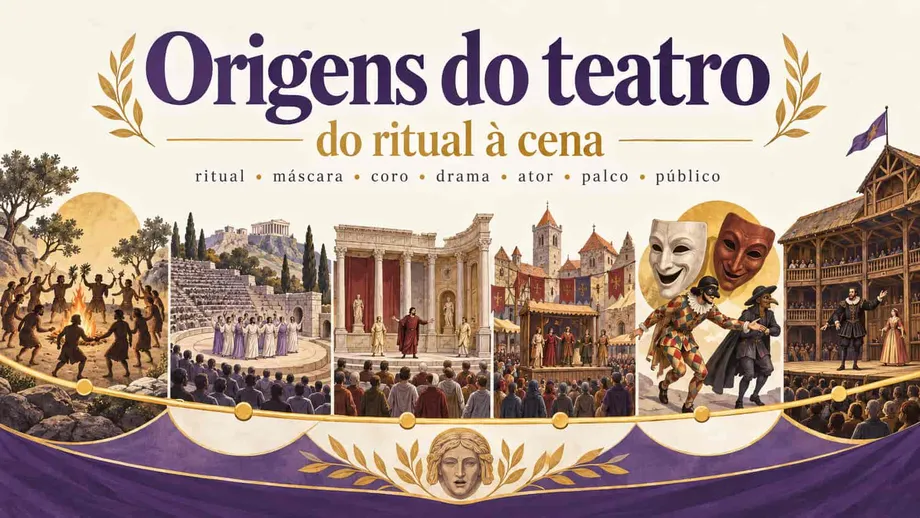 Origens do teatro
do ritual à cena
ritual • máscara • coro • drama • ator • palco • público